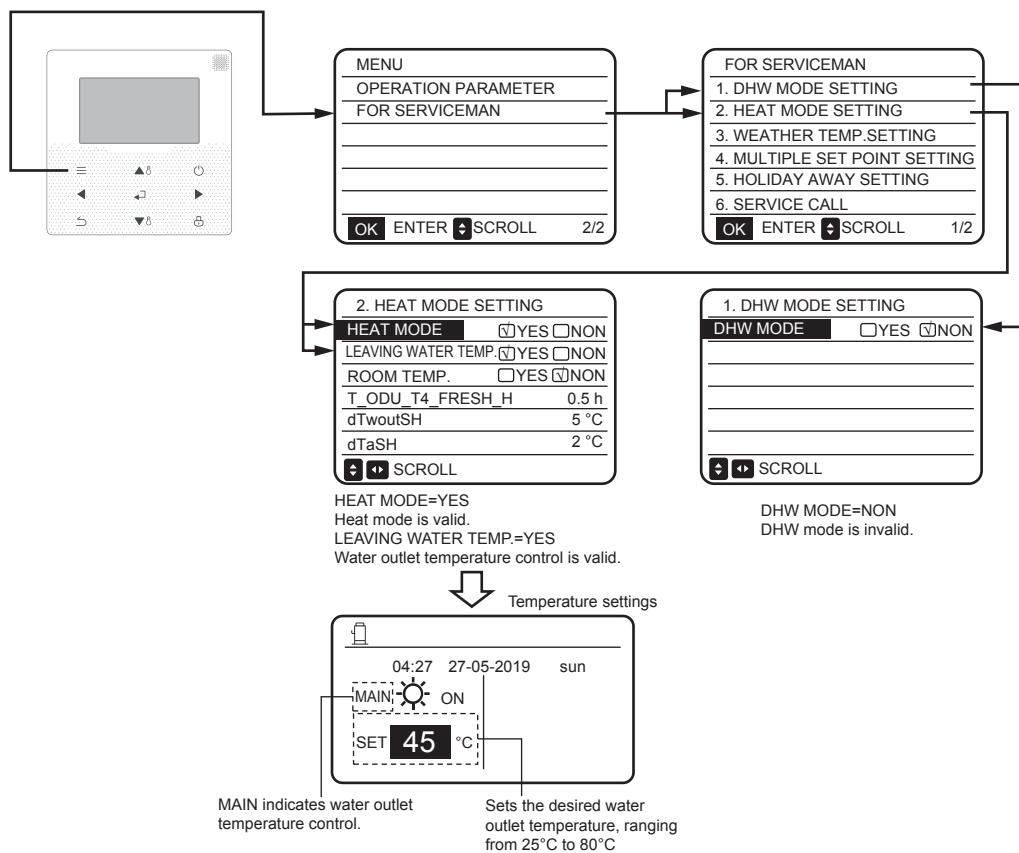 MENU
OPERATION PARAMETER
FOR SERVICEMAN
OK ENTER SCROLL 2/2
FOR SERVICEMAN
1. DHW MODE SETTING
2. HEAT MODE SETTING
3. WEATHER TEMP.SETTING
4. MULTIPLE SET POINT SETTING
5. HOLIDAY AWAY SETTING
6. SERVICE CALL
OK ENTER SCROLL 1/2
2. HEAT MODE SETTING
HEAT MODE YES NON
LEAVING WATER TEMP. YES NON
ROOM TEMP. YES NON
T_ODU_T4_FRESH_H 0.5 h
dTwoutSH 5 °C
dTaSH 2 °C
SCROLL
HEAT MODE=YES
Heat mode is valid.
LEAVING WATER TEMP.=YES
Water outlet temperature control is valid.
1. DHW MODE SETTING
DHW MODE YES NON
SCROLL
DHW MODE=NON
DHW mode is invalid.
Temperature settings
04:27 27-05-2019 sun
MAIN ON
SET 45 °C
MAIN indicates water outlet
temperature control.
Sets the desired water
outlet temperature, ranging
from 25°C to 80°C